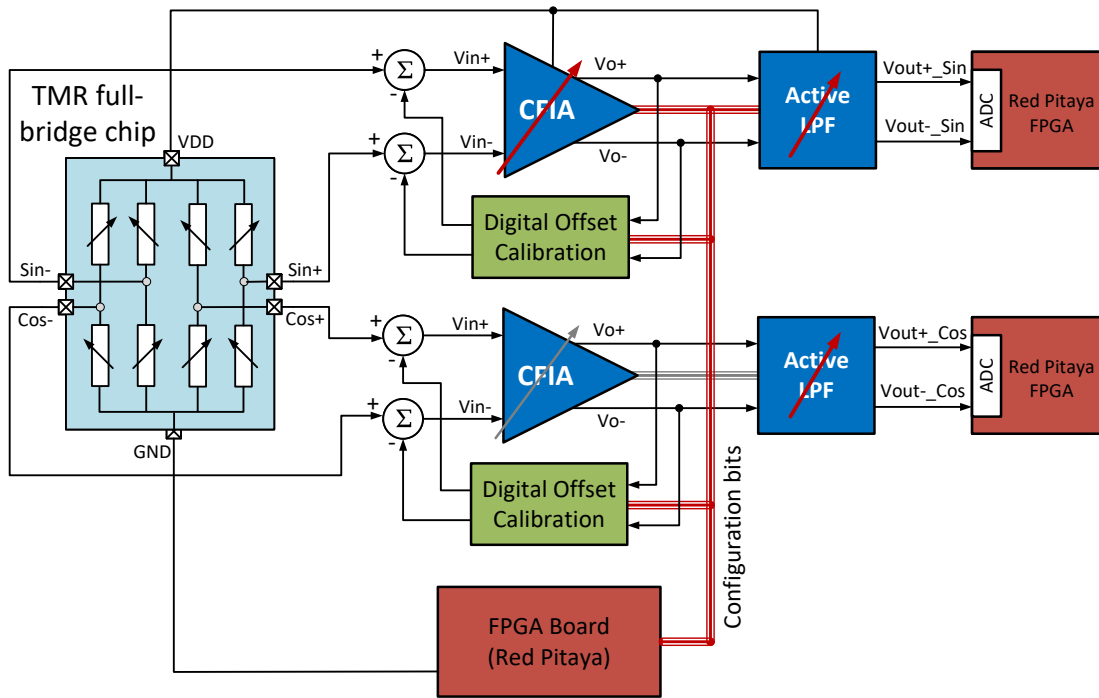 TMR full-
bridge chip
VDD
Sin-
Cos-
Sin+
Cos+
GND
+
Σ
-
+
Σ
-
Vin+
Vin-
CFIA
Vo+
Vo-
Digital Offset
Calibration
Active
LPF
Vout+_Sin
Vout-_Sin
ADC
Red Pitaya
FPGA
+
Σ
-
+
Σ
-
Vin+
Vin-
CFIA
Vo+
Vo-
Digital Offset
Calibration
Active
LPF
Vout+_Cos
Vout-_Cos
ADC
Red Pitaya
FPGA
Configuration bits
FPGA Board
(Red Pitaya)